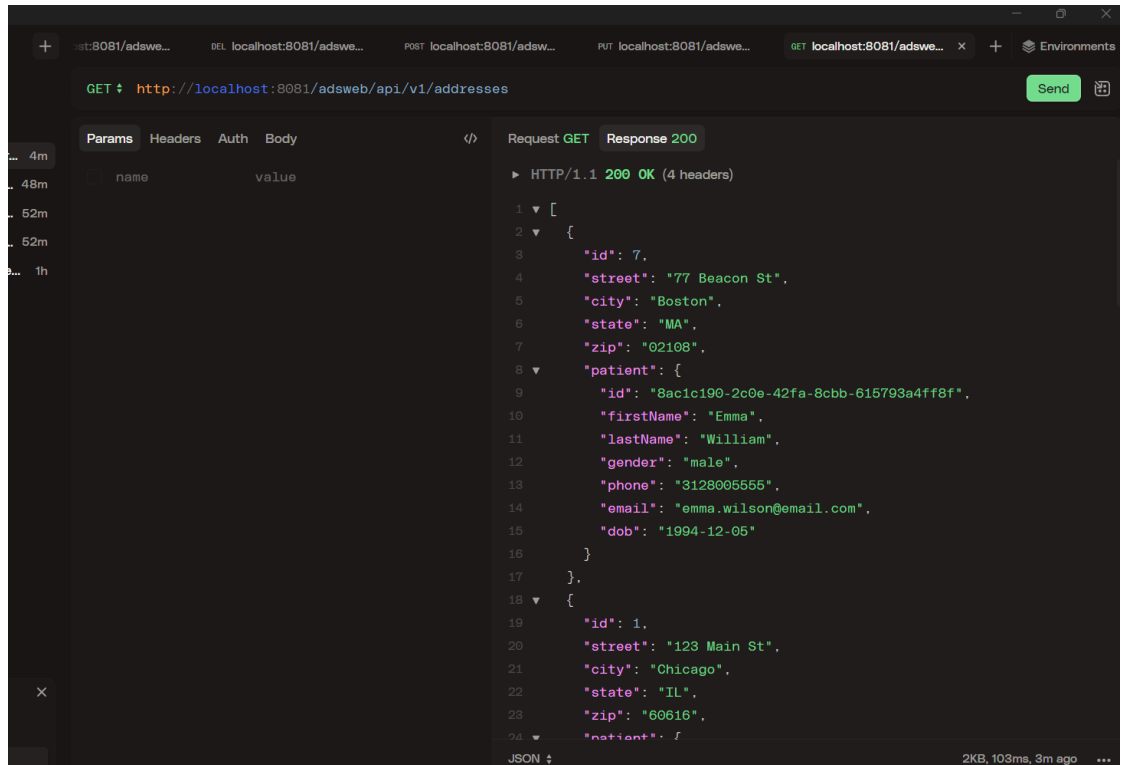 :st:8081/adswe... DEL localhost:8081/adswe... POST localhost:8081/adsw... PUT localhost:8081/adswe... GET localhost:8081/adswe... × + Environments
GET http://localhost:8081/adsweb/api/v1/addresses Send
Params Headers Auth Body </> Request GET Response 200
name value
HTTP/1.1 200 OK (4 headers)
... 4m
. 48m
. 52m
. 52m
... 1h
1 [
2 {
3 "id": 7,
4 "street": "77 Beacon St",
5 "city": "Boston",
6 "state": "MA",
7 "zip": "02108",
8 "patient": {
9 "id": "8ac1c190-2c0e-42fa-8cbb-615793a4ff8f",
10 "firstName": "Emma",
11 "lastName": "William",
12 "gender": "male",
13 "phone": "3128005555",
14 "email": "emma.wilson@email.com",
15 "dob": "1994-12-05"
16 }
17 },
18 {
19 "id": 1,
20 "street": "123 Main St",
21 "city": "Chicago",
22 "state": "IL",
23 "zip": "60616",
24 "patient": {
JSON 2KB, 103ms, 3m ago ...